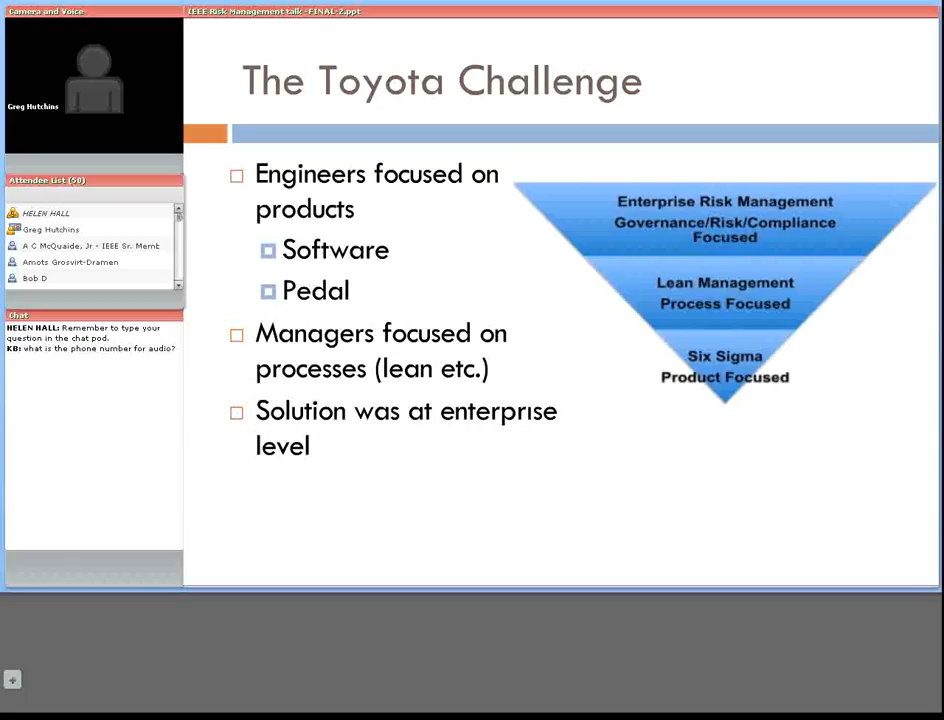 Camera and Voice
IEEE Risk Management talk -FINAL-2.ppt
Greg Hutchins
Attendee List (50)
HELEN HALL
Greg Hutchins
A C McQuaide, Jr - IEEE Sr. Memb
Amots Grosvirt-Dramen
Bob D
Chat
HELEN HALL: Remember to type your
question in the chat pod.
KB: what is the phone number for audio?
The Toyota Challenge
Engineers focused on
products
Software
Pedal
Managers focused on
processes (lean etc.)
Solution was at enterprise
level
Enterprise Risk Management
Governance/Risk/Compliance
Focused
Lean Management
Process Focused
Six Sigma
Product Focused